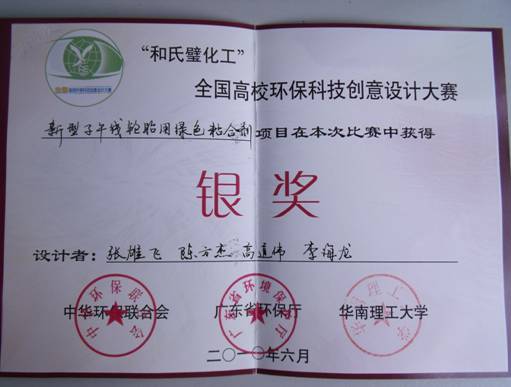 “和氏璧化工”
全国高校环保科技创意设计大赛
新型子午线轮胎用绿色粘合剂项目在本次比赛中获得
银奖
设计者：张雄飞 陈方杰 高道伟 李海龙
中华环保联合会 广东省环保厅 华南理工大学
二〇一〇年六月